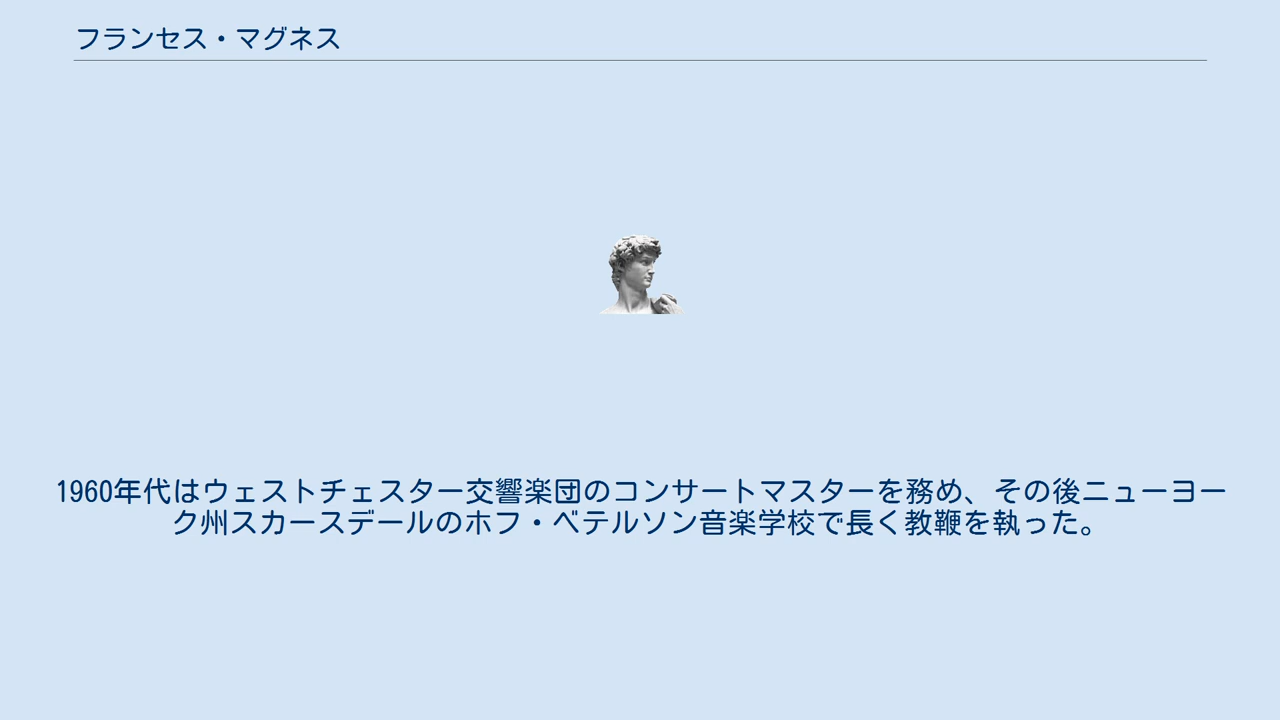 フランセス・マグネス
1960年代はウェストチェスター交響楽団のコンサートマスターを務め、その後ニューヨー
ク州スカースデールのホフ・ベテルソン音楽学校で長く教鞭を執った。